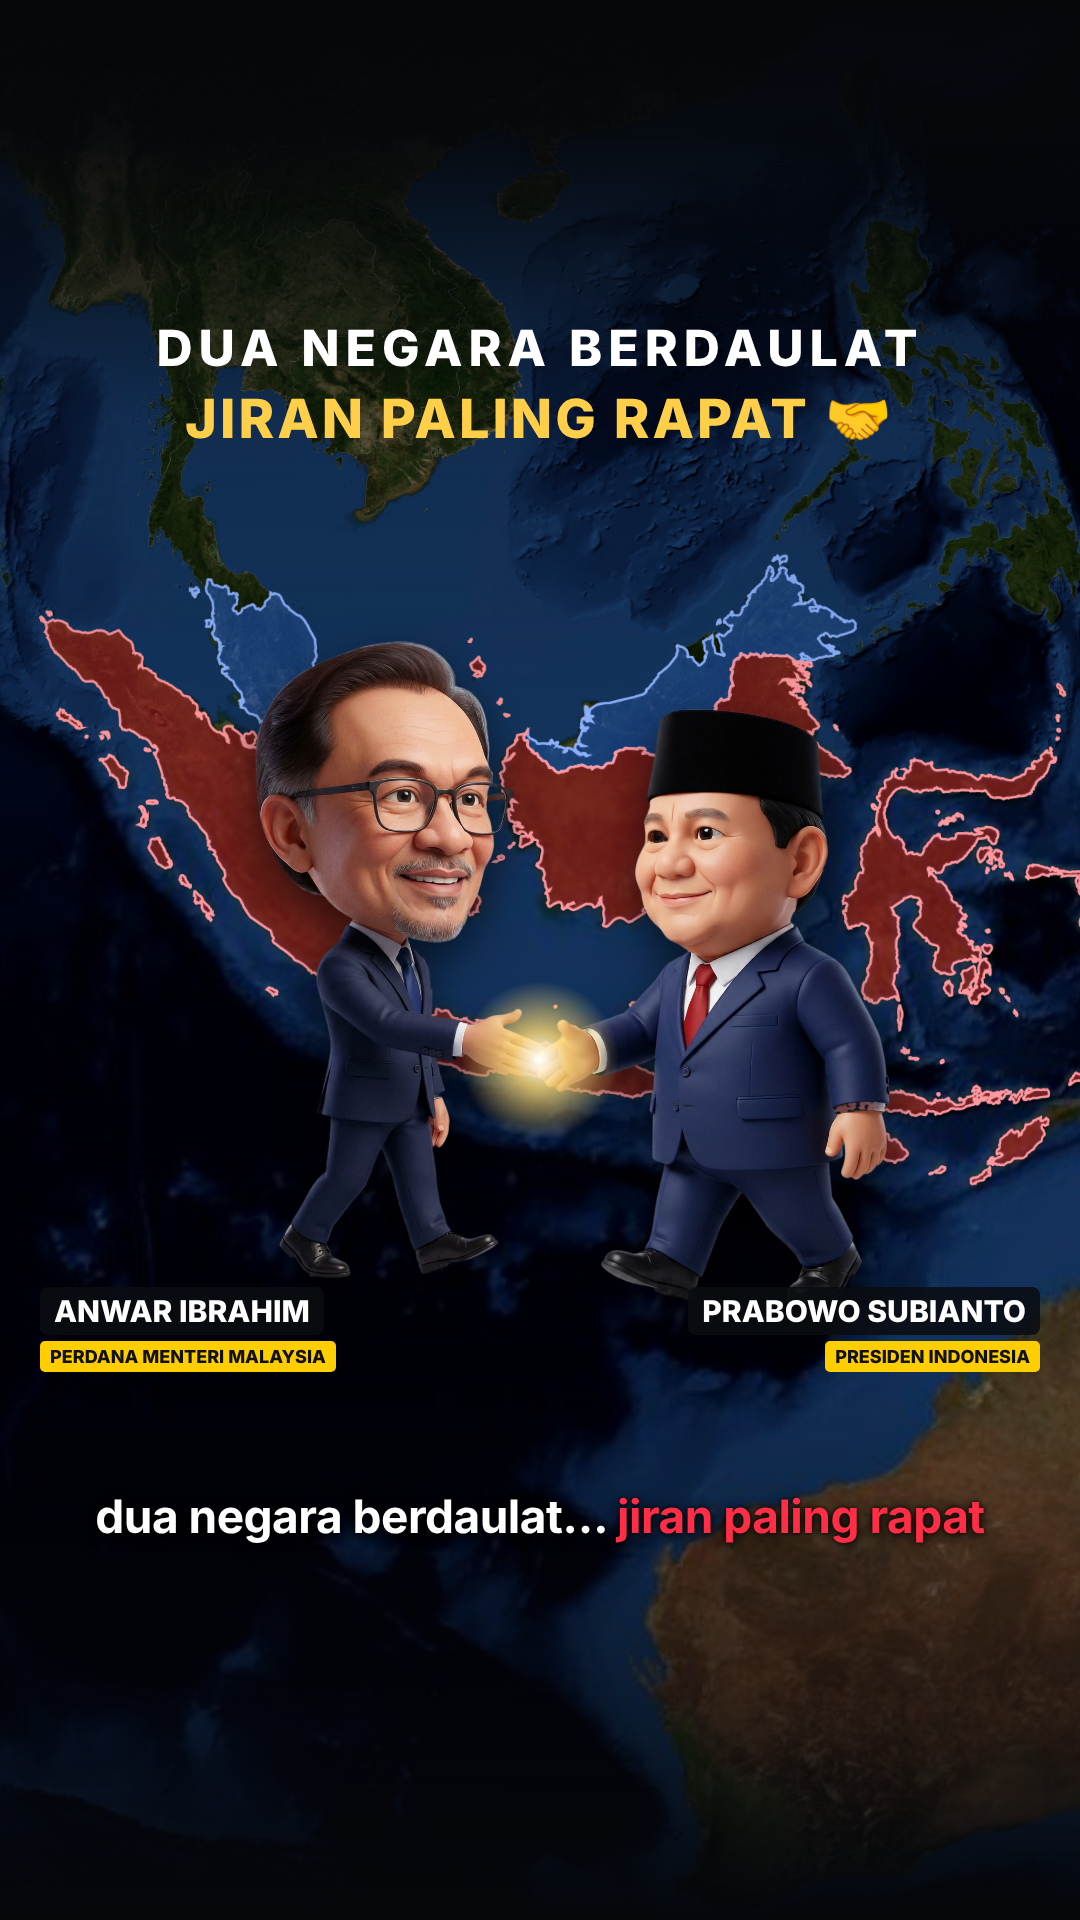 DUA NEGARA BERDAULAT
JIRAN PALING RAPAT 🤝
ANWAR IBRAHIM
PERDANA MENTERI MALAYSIA
PRABOWO SUBIANTO
PRESIDEN INDONESIA
dua negara berdaulat... jiran paling rapat